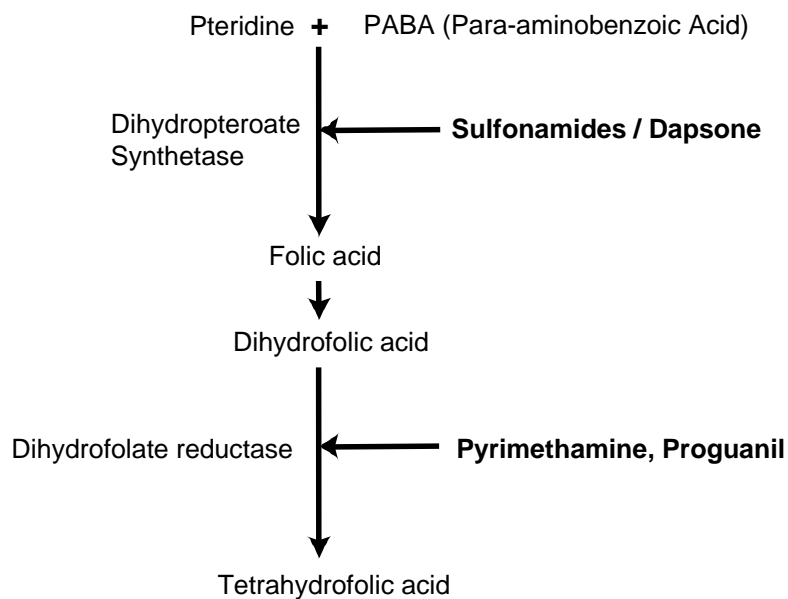 Pteridine + PABA (Para-aminobenzoic Acid)
Dihydropteroate
Synthetase
Sulfonamides / Dapsone
Folic acid
Dihydrofolic acid
Dihydrofolate reductase
Pyrimethamine, Proguanil
Tetrahydrofolic acid